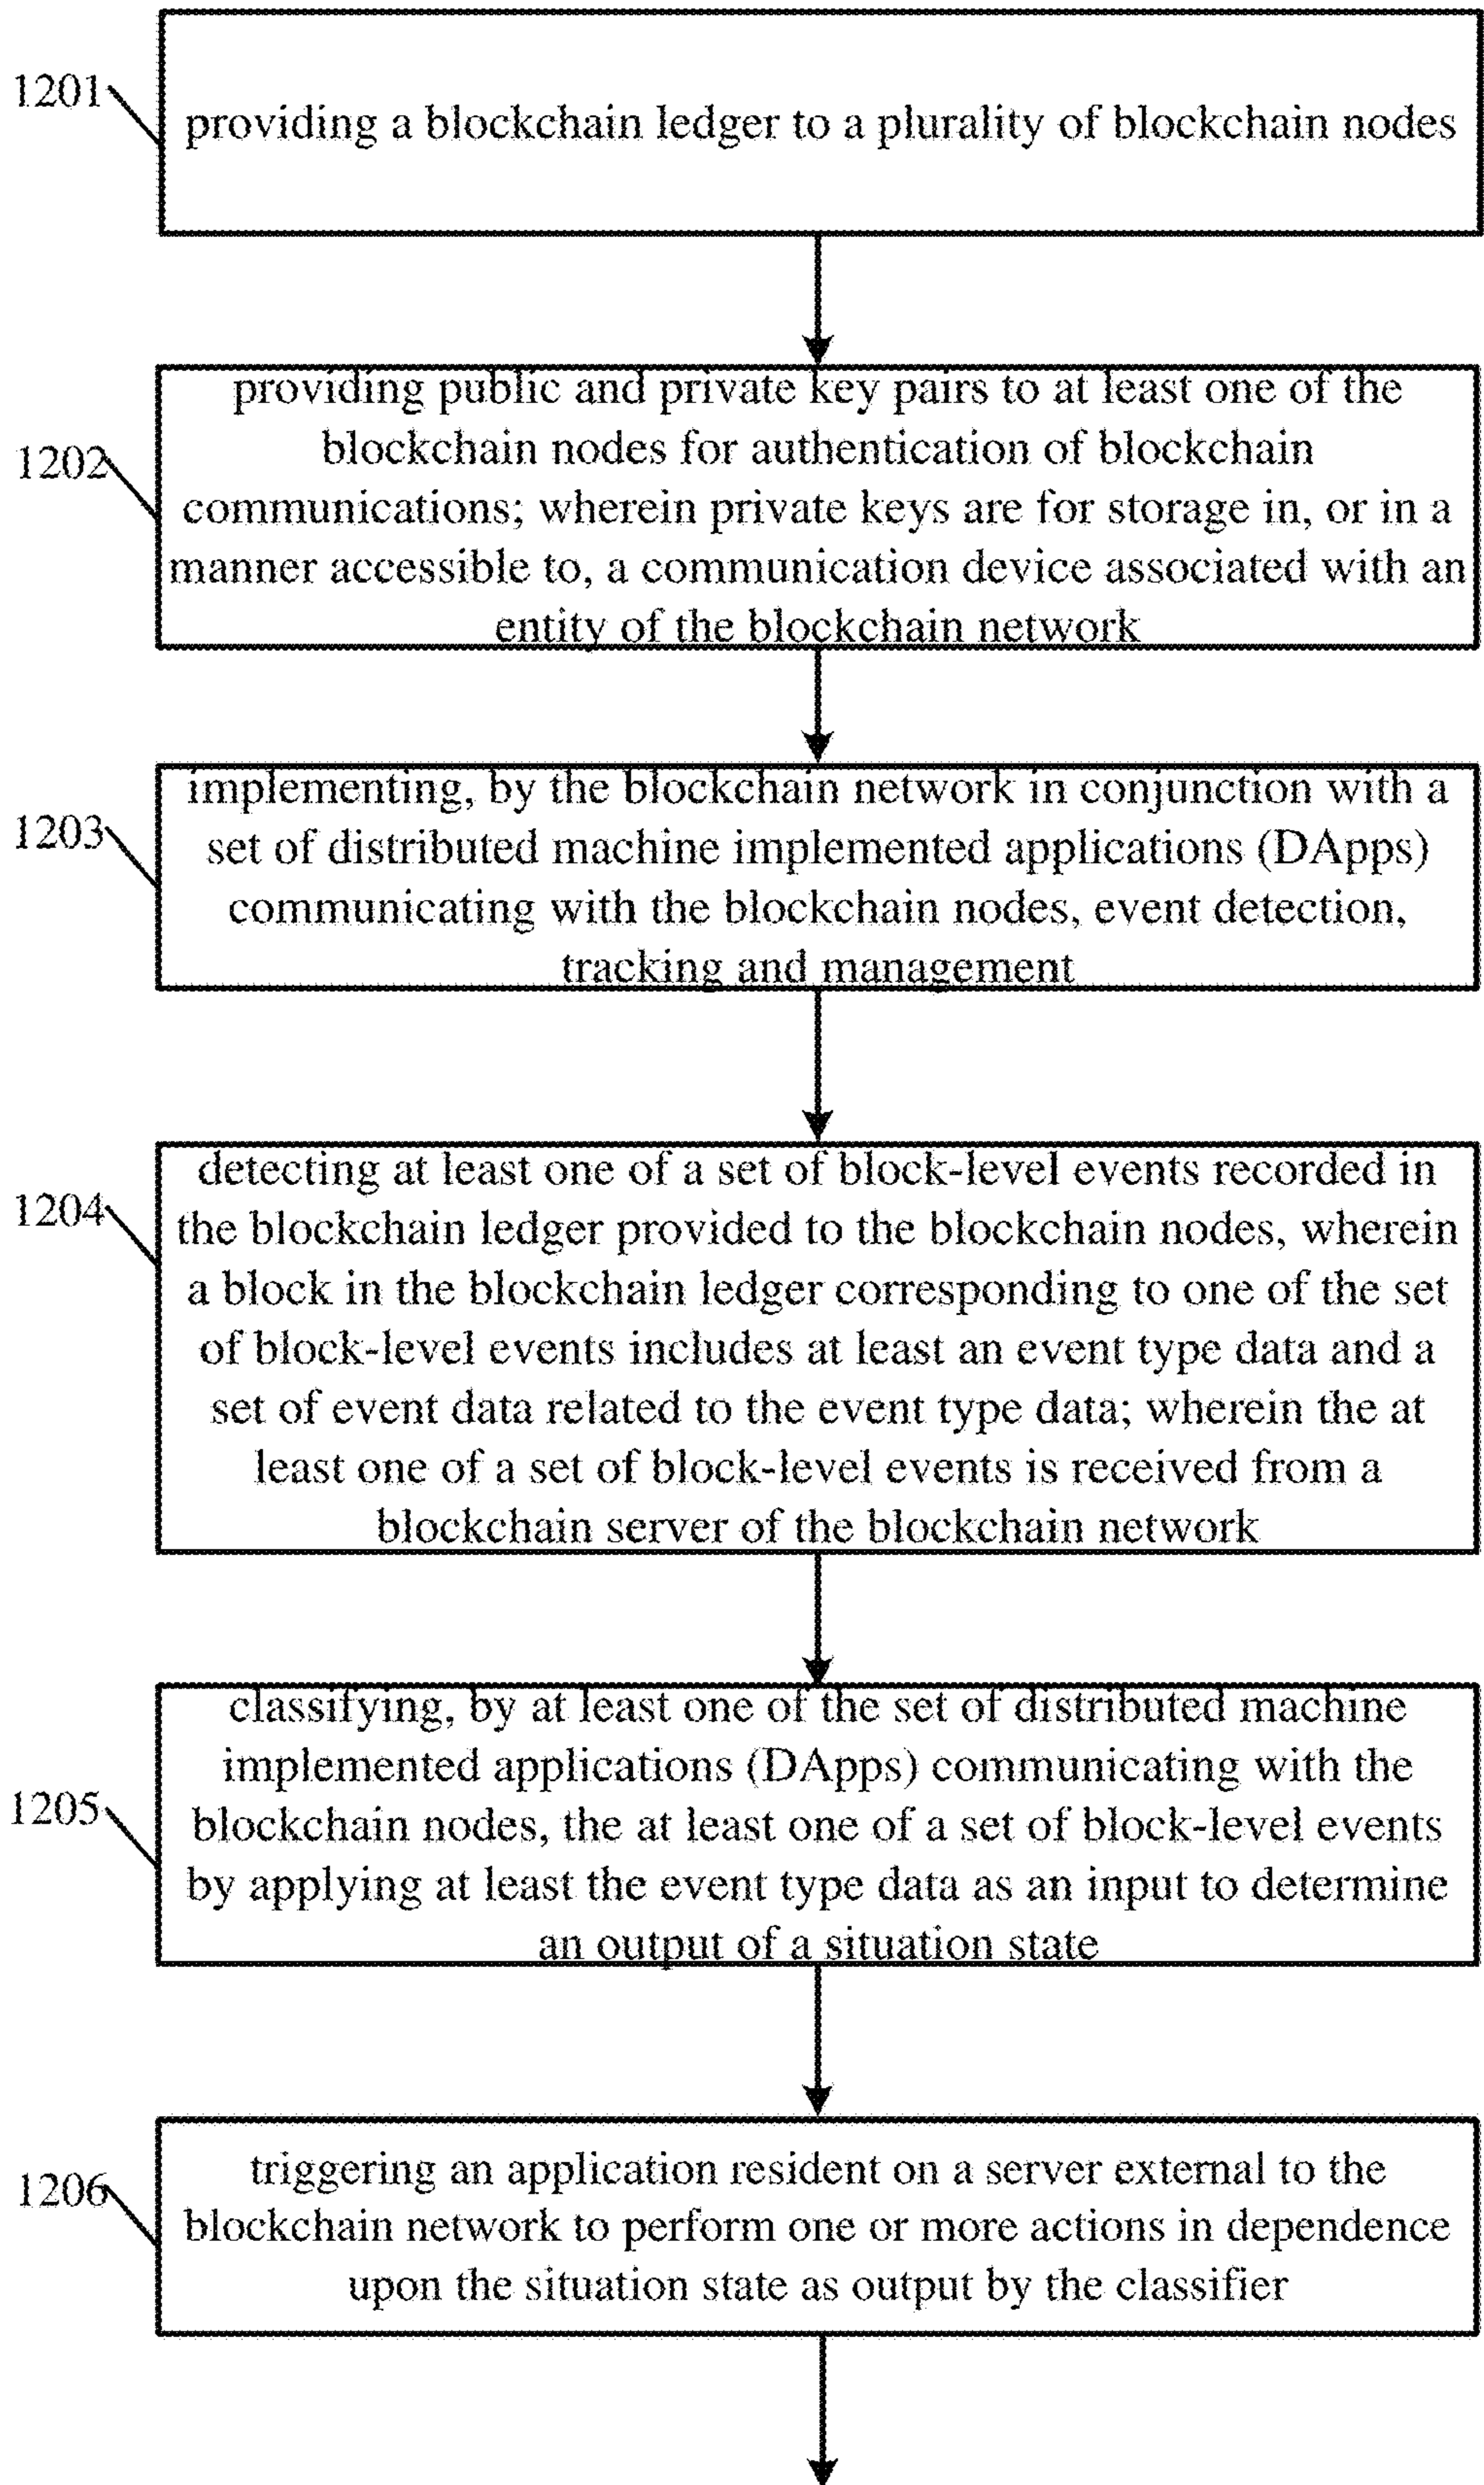 1201
providing a blockchain ledger to a plurality of blockchain nodes
1202
providing public and private key pairs to at least one of the
blockchain nodes for authentication of blockchain
communications; wherein private keys are for storage in, or in a
manner accessible to, a communication device associated with an
entity of the blockchain network
1203
implementing, by the blockchain network in conjunction with a
set of distributed machine implemented applications (DApps)
communicating with the blockchain nodes, event detection,
tracking and management
1204
detecting at least one of a set of block-level events recorded in
the blockchain ledger provided to the blockchain nodes, wherein
a block in the blockchain ledger corresponding to one of the set
of block-level events includes at least an event type data and a
set of event data related to the event type data; wherein the at
least one of a set of block-level events is received from a
blockchain server of the blockchain network
1205
classifying, by at least one of the set of distributed machine
implemented applications (DApps) communicating with the
blockchain nodes, the at least one of a set of block-level events
by applying at least the event type data as an input to determine
an output of a situation state
1206
triggering an application resident on a server external to the
blockchain network to perform one or more actions in dependence
upon the situation state as output by the classifier